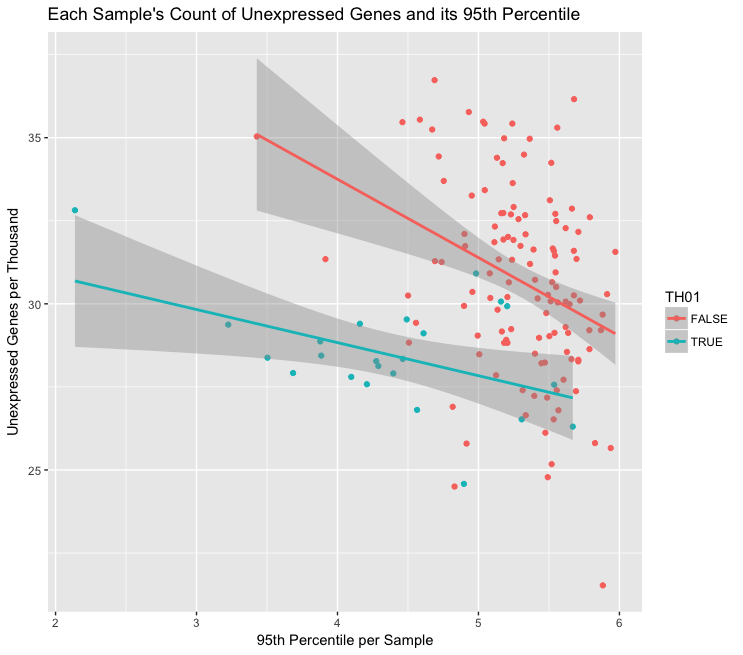 Each Sample's Count of Unexpressed Genes and its 95th Percentile
Unexpressed Genes per Thousand
35
30
25
2
3
4
5
6
95th Percentile per Sample
TH01
FALSE
TRUE